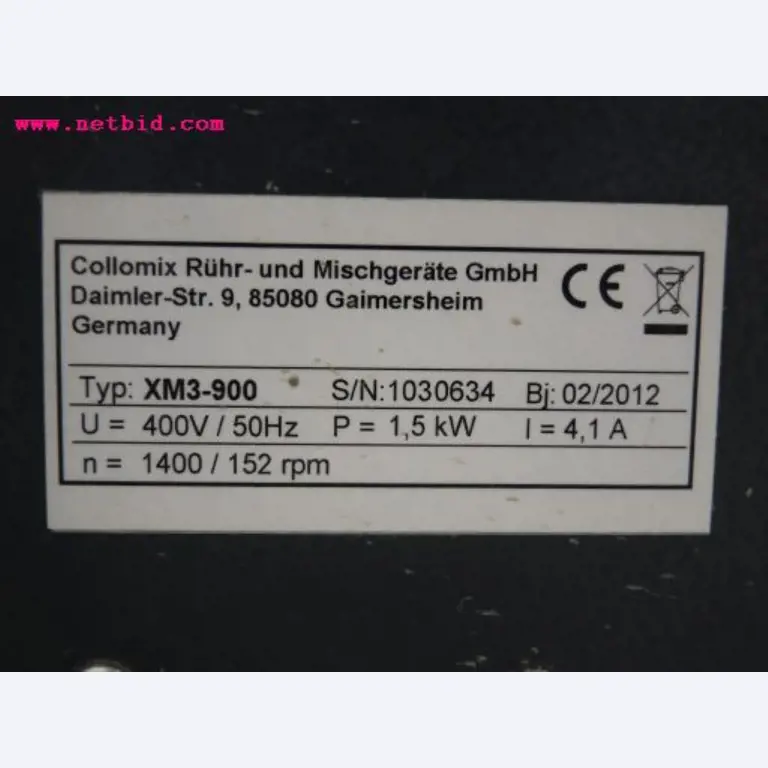 www.netbid.com
Collomix Rühr- und Mischgeräte GmbH
Daimler-Str. 9, 85080 Gaimersheim
Germany
CE
Typ: XM3-900 S/N:1030634 Bj: 02/2012
U = 400V / 50Hz P = 1,5 kW I = 4,1 A
n = 1400 / 152 rpm